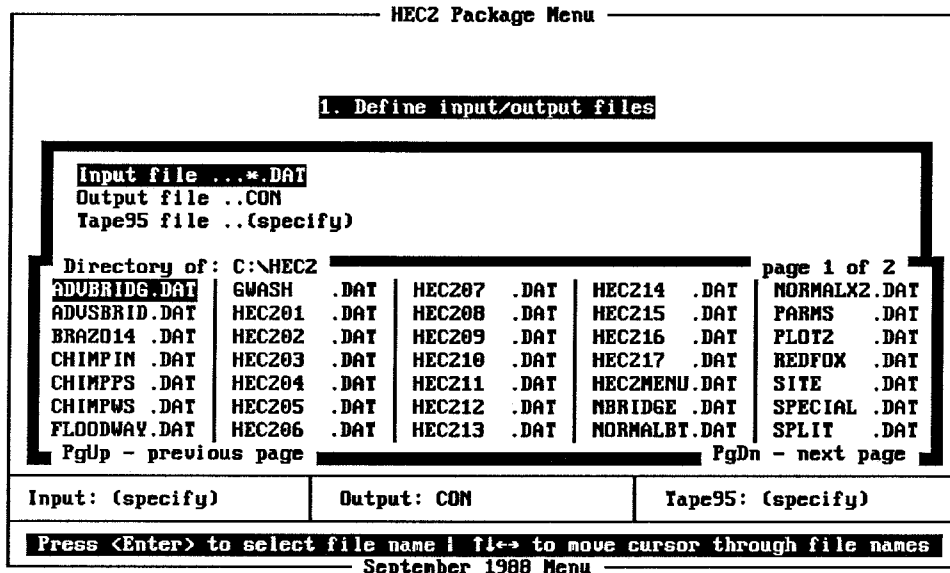 HEC2 Package Menu
1. Define input/output files
Input file ...*.DAT
Output file ..CON
Tape95 file ..(specify)
Directory of: C:\HEC2 page 1 of 2
ADVBRIDG.DAT GWASH .DAT HEC207 .DAT HEC214 .DAT NORMALX2.DAT
ADVSBRID.DAT HEC201 .DAT HEC208 .DAT HEC215 .DAT PARMS .DAT
BRAZO14 .DAT HEC202 .DAT HEC209 .DAT HEC216 .DAT PLOT2 .DAT
CHIMPIN .DAT HEC203 .DAT HEC210 .DAT HEC217 .DAT REDFOX .DAT
CHIMPPS .DAT HEC204 .DAT HEC211 .DAT HEC2MENU.DAT SITE .DAT
CHIMPWS .DAT HEC205 .DAT HEC212 .DAT NBRIDGE .DAT SPECIAL .DAT
FLOODWAY.DAT HEC206 .DAT HEC213 .DAT NORMALBT.DAT SPLIT .DAT
PgUp - previous page PgDn - next page
Input: (specify) Output: CON Tape95: (specify)
Press <Enter> to select file name | ↑↓←→ to move cursor through file names
September 1988 Menu